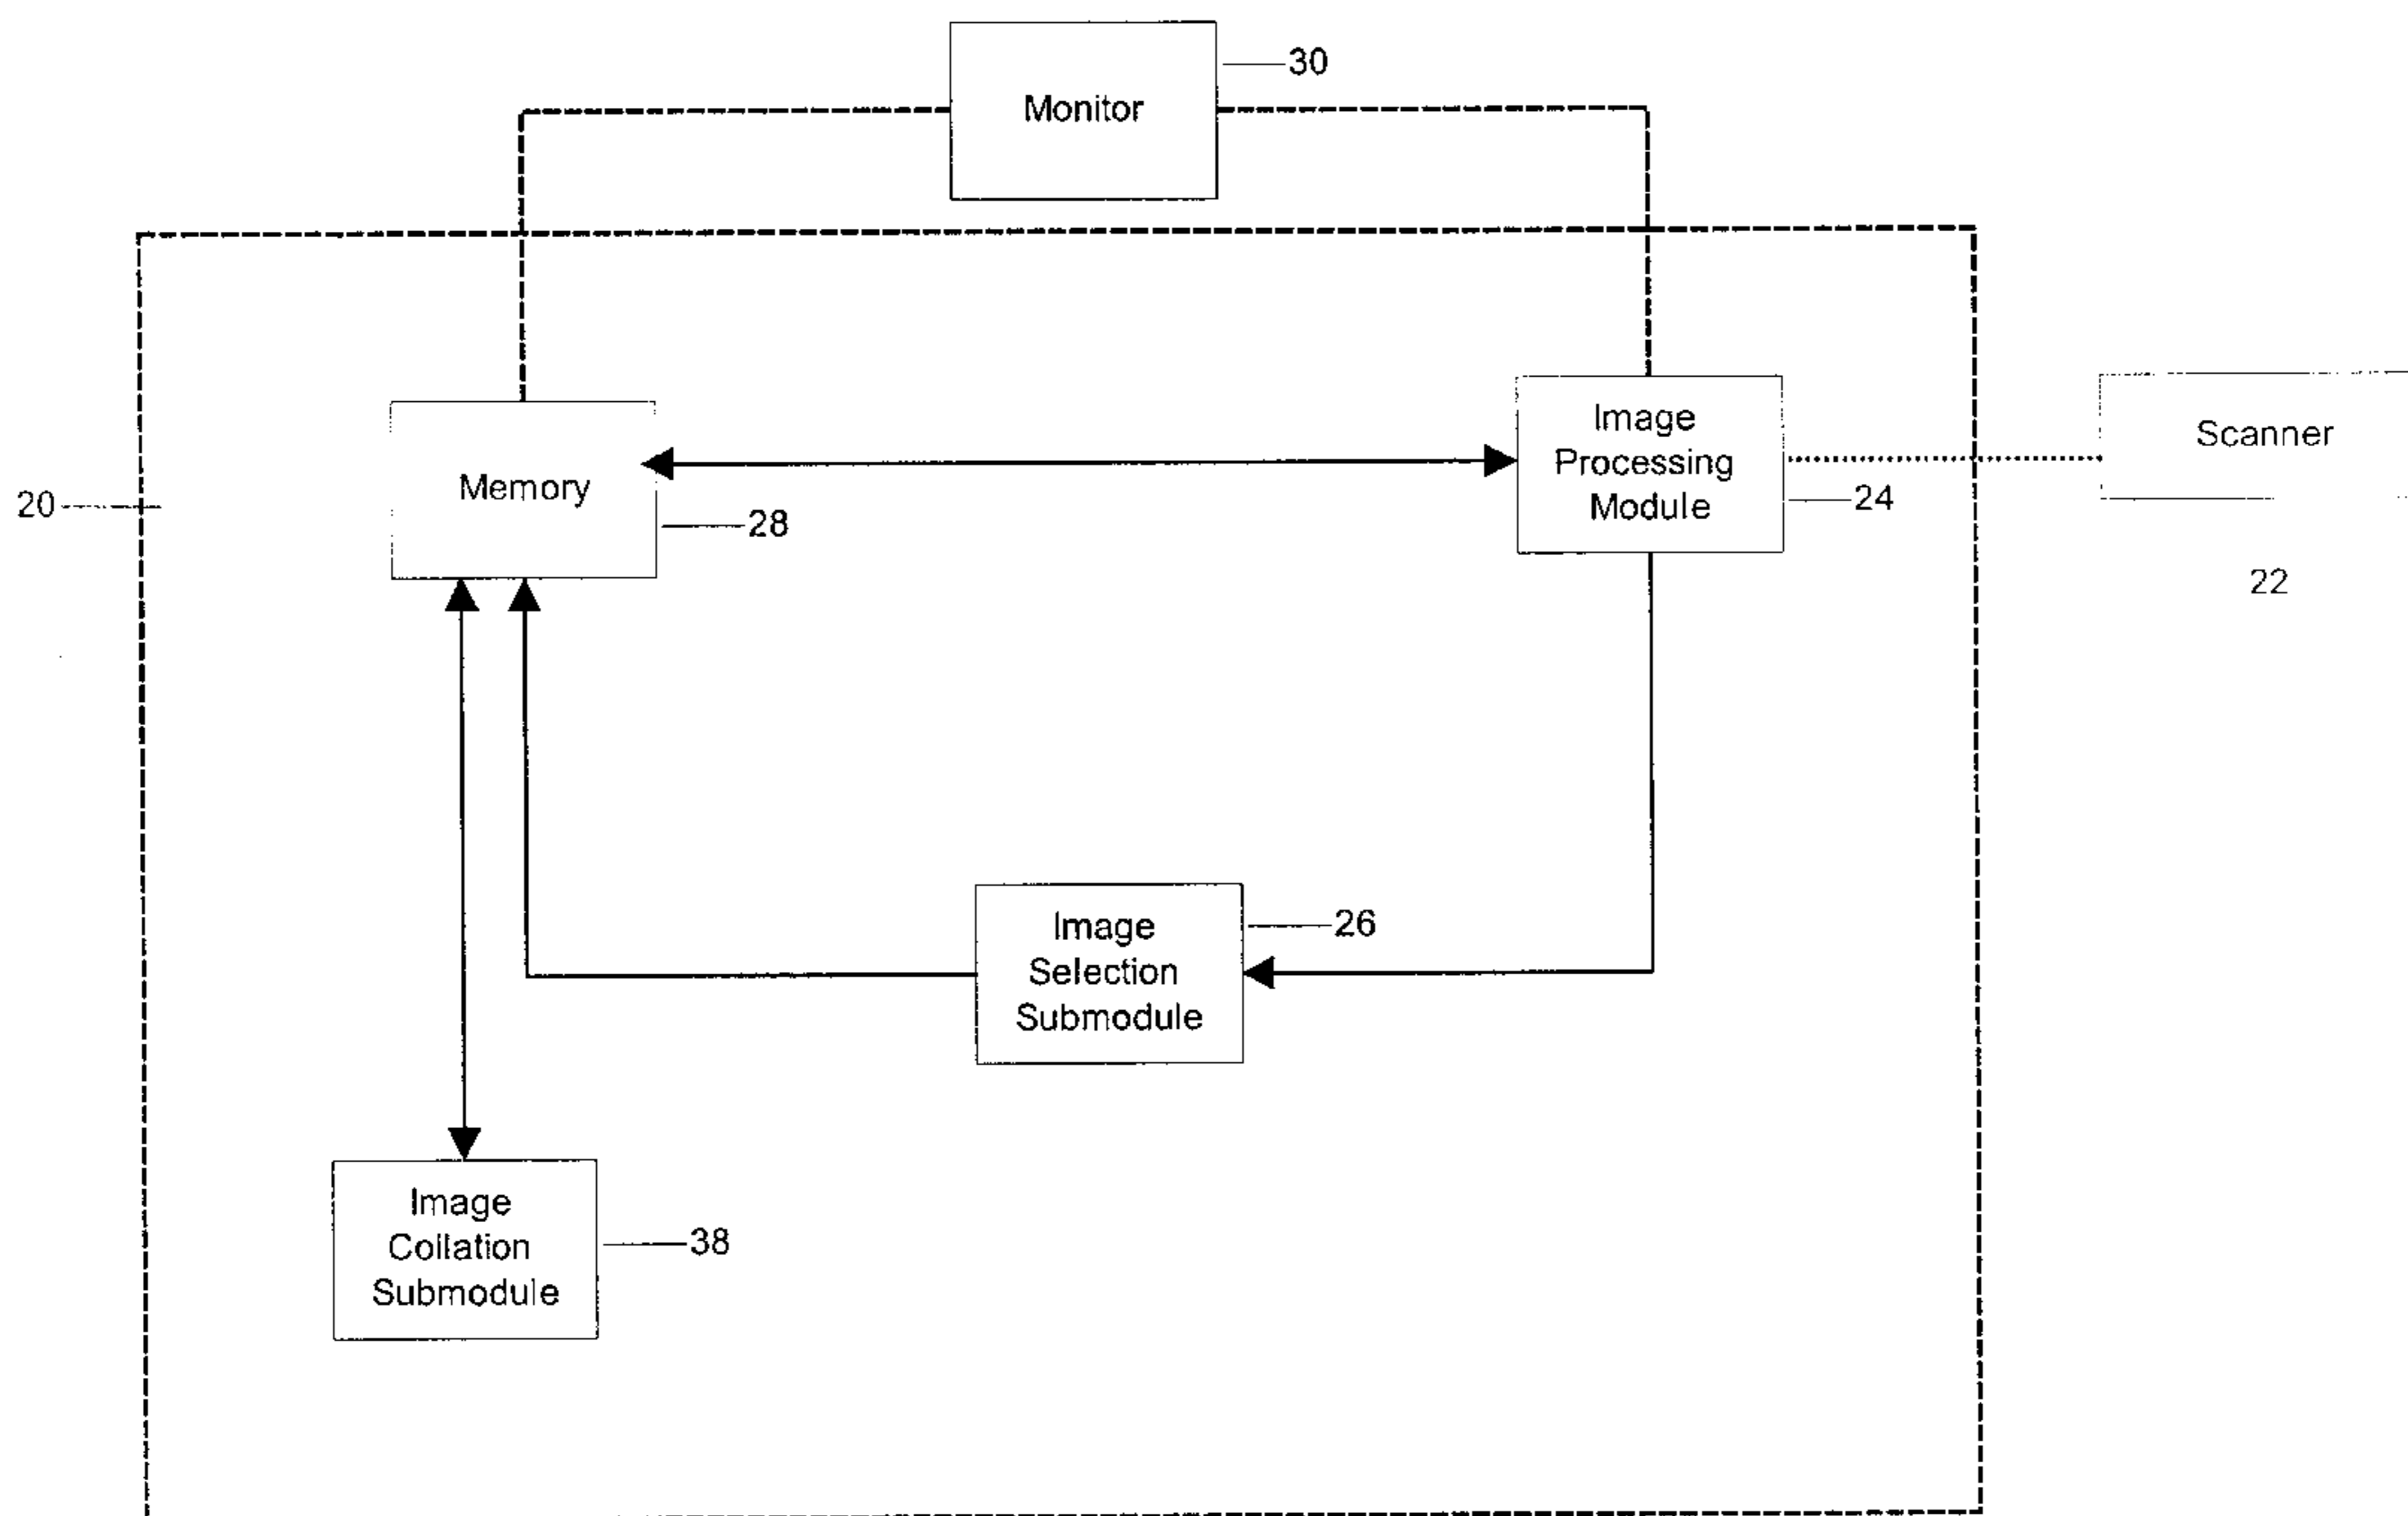 30
Monitor
Image
Processing
Module
Scanner
Memory
20
28
24
22
Image
Selection
Submodule
26
Image
Collation
Submodule
38